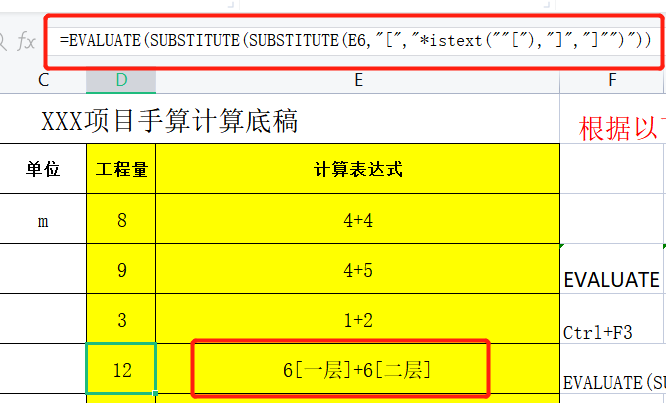 fx =EVALUATE(SUBSTITUTE(SUBSTITUTE(E6,"[","*istext(""["),"]","]"")"))
C D E F
XXX项目手算计算底稿
根据以
单位 工程量 计算表达式
m 8 4+4
9 4+5 EVALUATE
3 1+2 Ctrl+F3
12 6[一层]+6[二层] EVALUATE(SU